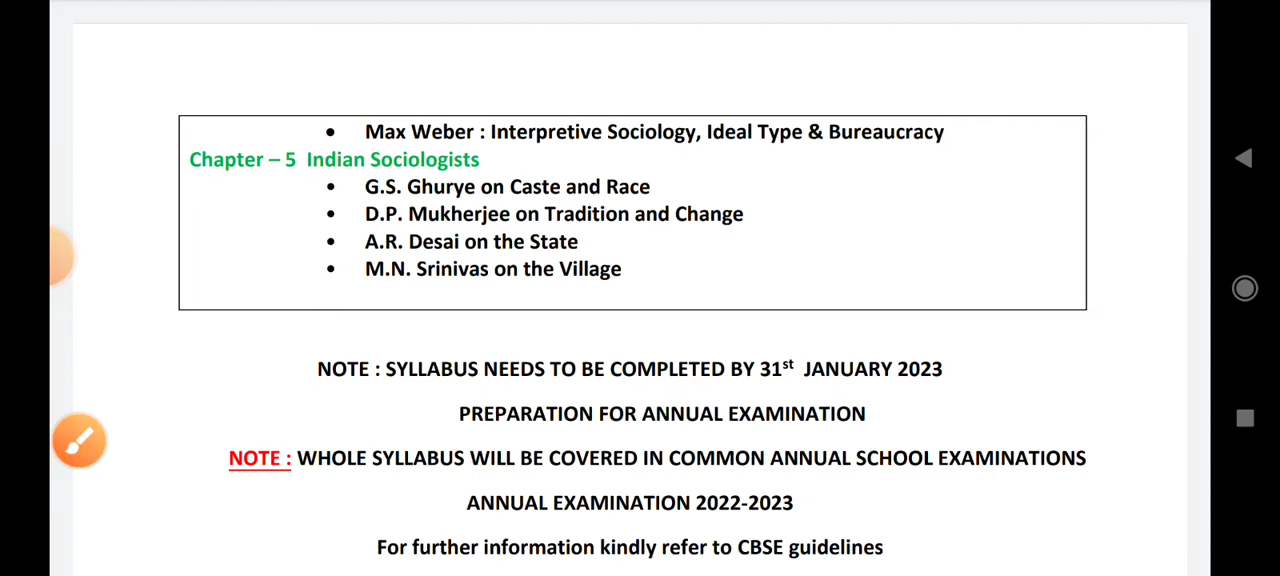 • Max Weber : Interpretive Sociology, Ideal Type & Bureaucracy
Chapter – 5 Indian Sociologists
• G.S. Ghurye on Caste and Race
• D.P. Mukherjee on Tradition and Change
• A.R. Desai on the State
• M.N. Srinivas on the Village
NOTE : SYLLABUS NEEDS TO BE COMPLETED BY 31st JANUARY 2023
PREPARATION FOR ANNUAL EXAMINATION
NOTE : WHOLE SYLLABUS WILL BE COVERED IN COMMON ANNUAL SCHOOL EXAMINATIONS
ANNUAL EXAMINATION 2022-2023
For further information kindly refer to CBSE guidelines